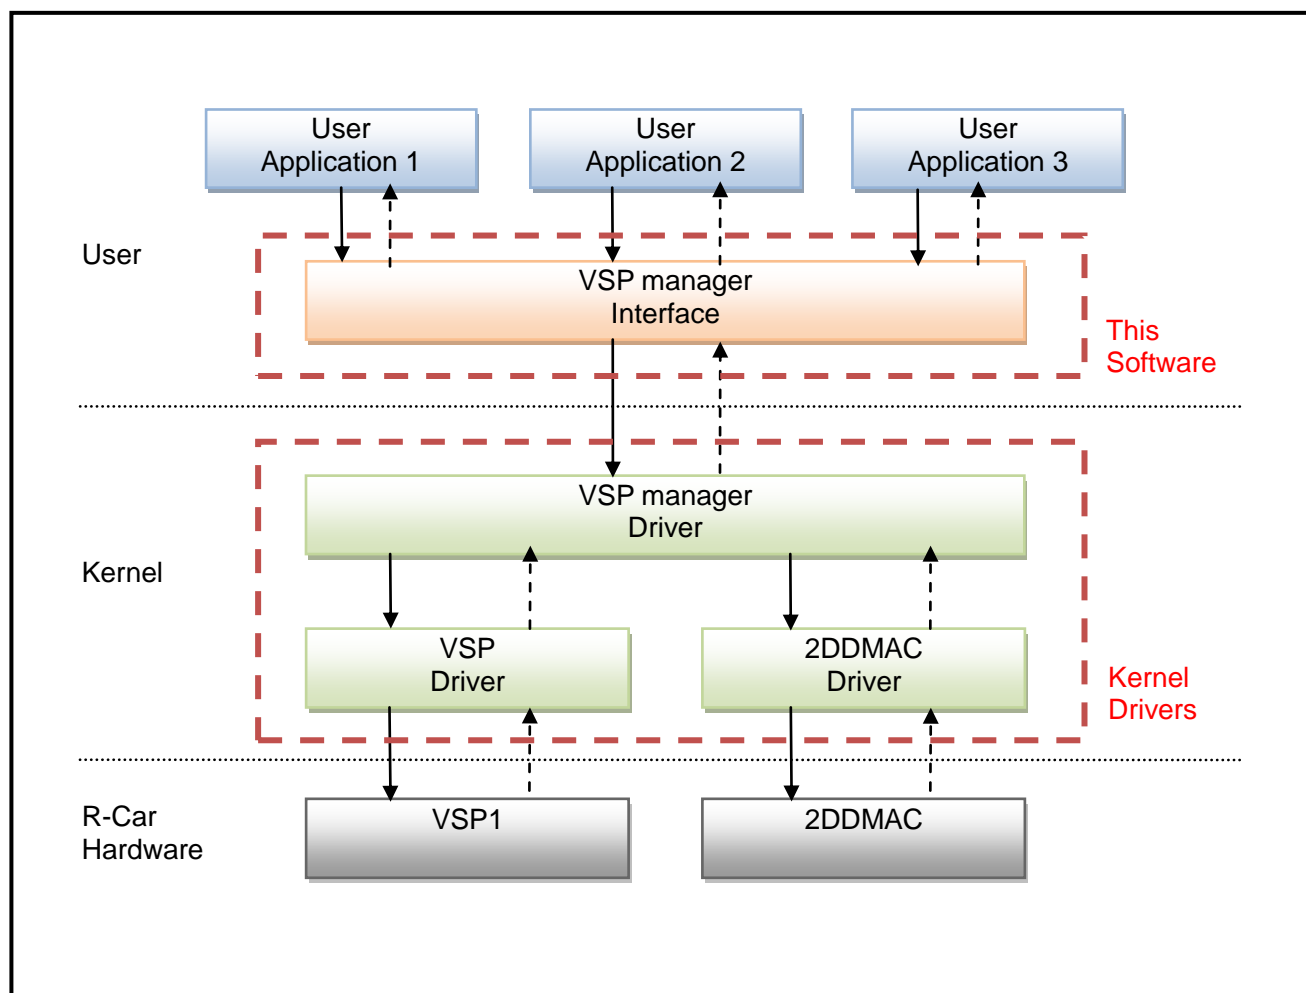 User
Application 1
User
Application 2
User
Application 3
User
VSP manager
Interface
This
Software
VSP manager
Driver
Kernel
VSP
Driver
2DDMAC
Driver
Kernel
Drivers
R-Car
Hardware
VSP1
2DDMAC